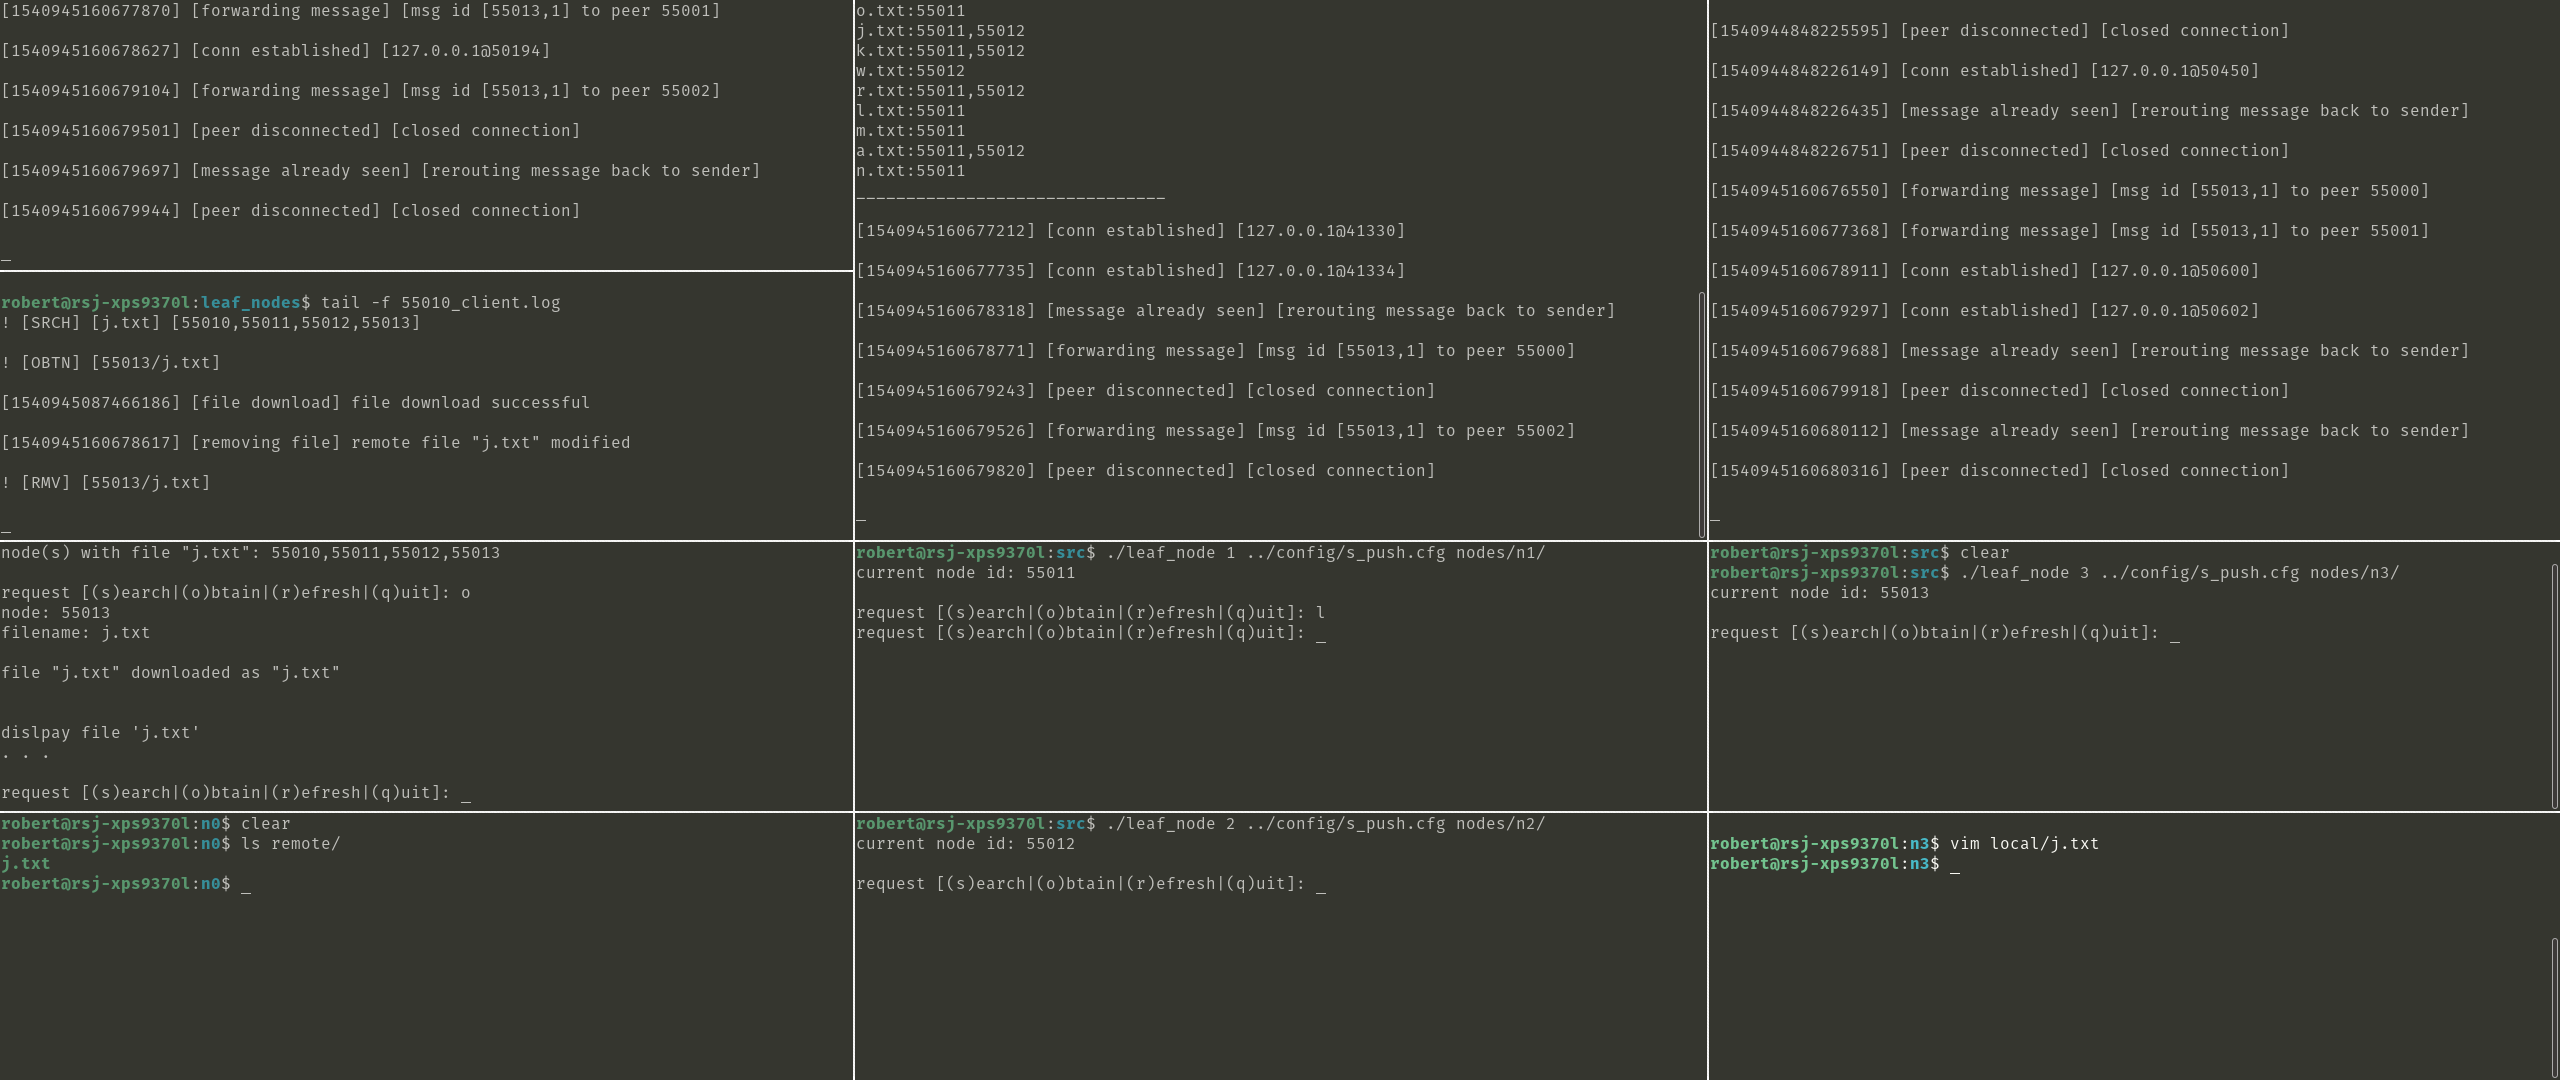 [1540945160677870] [forwarding message] [msg id [55013,1] to peer 55001]
[1540945160678627] [conn established] [127.0.0.1@50194]
[1540945160679104] [forwarding message] [msg id [55013,1] to peer 55002]
[1540945160679501] [peer disconnected] [closed connection]
[1540945160679697] [message already seen] [rerouting message back to sender]
[1540945160679944] [peer disconnected] [closed connection]
_
robert@rsj-xps9370l:leaf_nodes$ tail -f 55010_client.log
! [SRCH] [j.txt] [55010,55011,55012,55013]
! [OBTN] [55013/j.txt]
[1540945087466186] [file download] file download successful
[1540945160678617] [removing file] remote file "j.txt" modified
! [RMV] [55013/j.txt]
_
node(s) with file "j.txt": 55010,55011,55012,55013
request [(s)earch|(o)btain|(r)efresh|(q)uit]: o
node: 55013
filename: j.txt
file "j.txt" downloaded as "j.txt"
dislpay file 'j.txt'
. . .
request [(s)earch|(o)btain|(r)efresh|(q)uit]: _
robert@rsj-xps9370l:n0$ clear
robert@rsj-xps9370l:n0$ ls remote/
j.txt
robert@rsj-xps9370l:n0$ _
o.txt:55011
j.txt:55011,55012
k.txt:55011,55012
w.txt:55012
r.txt:55011,55012
l.txt:55011
m.txt:55011
a.txt:55011,55012
n.txt:55011
_______________________________
[1540945160677212] [conn established] [127.0.0.1@41330]
[1540945160677735] [conn established] [127.0.0.1@41334]
[1540945160678318] [message already seen] [rerouting message back to sender]
[1540945160678771] [forwarding message] [msg id [55013,1] to peer 55000]
[1540945160679243] [peer disconnected] [closed connection]
[1540945160679526] [forwarding message] [msg id [55013,1] to peer 55002]
[1540945160679820] [peer disconnected] [closed connection]
_
robert@rsj-xps9370l:src$ ./leaf_node 1 ../config/s_push.cfg nodes/n1/
current node id: 55011
request [(s)earch|(o)btain|(r)efresh|(q)uit]: l
request [(s)earch|(o)btain|(r)efresh|(q)uit]: _
robert@rsj-xps9370l:src$ ./leaf_node 2 ../config/s_push.cfg nodes/n2/
current node id: 55012
request [(s)earch|(o)btain|(r)efresh|(q)uit]: _
[1540944848225595] [peer disconnected] [closed connection]
[1540944848226149] [conn established] [127.0.0.1@50450]
[1540944848226435] [message already seen] [rerouting message back to sender]
[1540944848226751] [peer disconnected] [closed connection]
[1540945160676550] [forwarding message] [msg id [55013,1] to peer 55000]
[1540945160677368] [forwarding message] [msg id [55013,1] to peer 55001]
[1540945160678911] [conn established] [127.0.0.1@50600]
[1540945160679297] [conn established] [127.0.0.1@50602]
[1540945160679688] [message already seen] [rerouting message back to sender]
[1540945160679918] [peer disconnected] [closed connection]
[1540945160680112] [message already seen] [rerouting message back to sender]
[1540945160680316] [peer disconnected] [closed connection]
_
robert@rsj-xps9370l:src$ clear
robert@rsj-xps9370l:src$ ./leaf_node 3 ../config/s_push.cfg nodes/n3/
current node id: 55013
request [(s)earch|(o)btain|(r)efresh|(q)uit]: _
robert@rsj-xps9370l:n3$ vim local/j.txt
robert@rsj-xps9370l:n3$ _